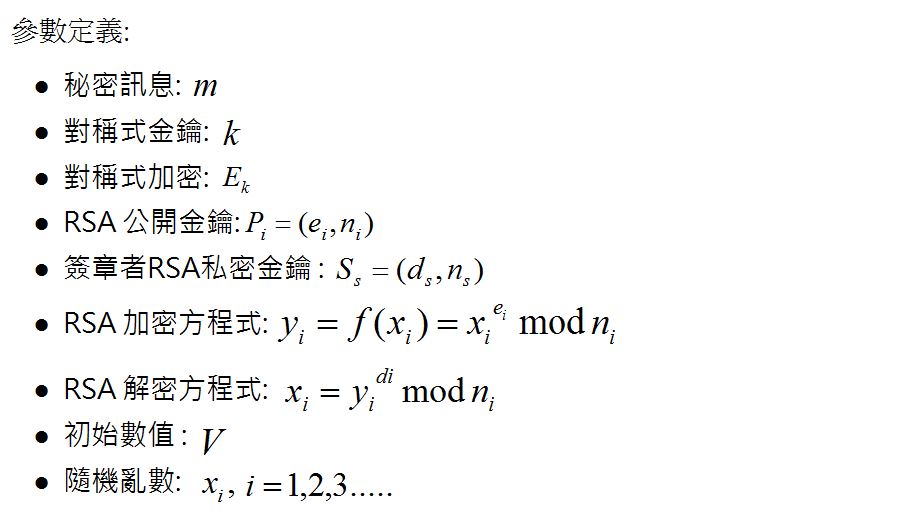 參數定義:
● 秘密訊息: m
● 對稱式金鑰: k
● 對稱式加密: E_k
● RSA 公開金鑰: P_i = (e_i, n_i)
● 簽章者RSA私密金鑰 : S_s = (d_s, n_s)
● RSA 加密方程式: y_i = f(x_i) = x_i^{e_i} mod n_i
● RSA 解密方程式: x_i = y_i^{di} mod n_i
● 初始數值 : V
● 隨機亂數: x_i, i =1,2,3.....